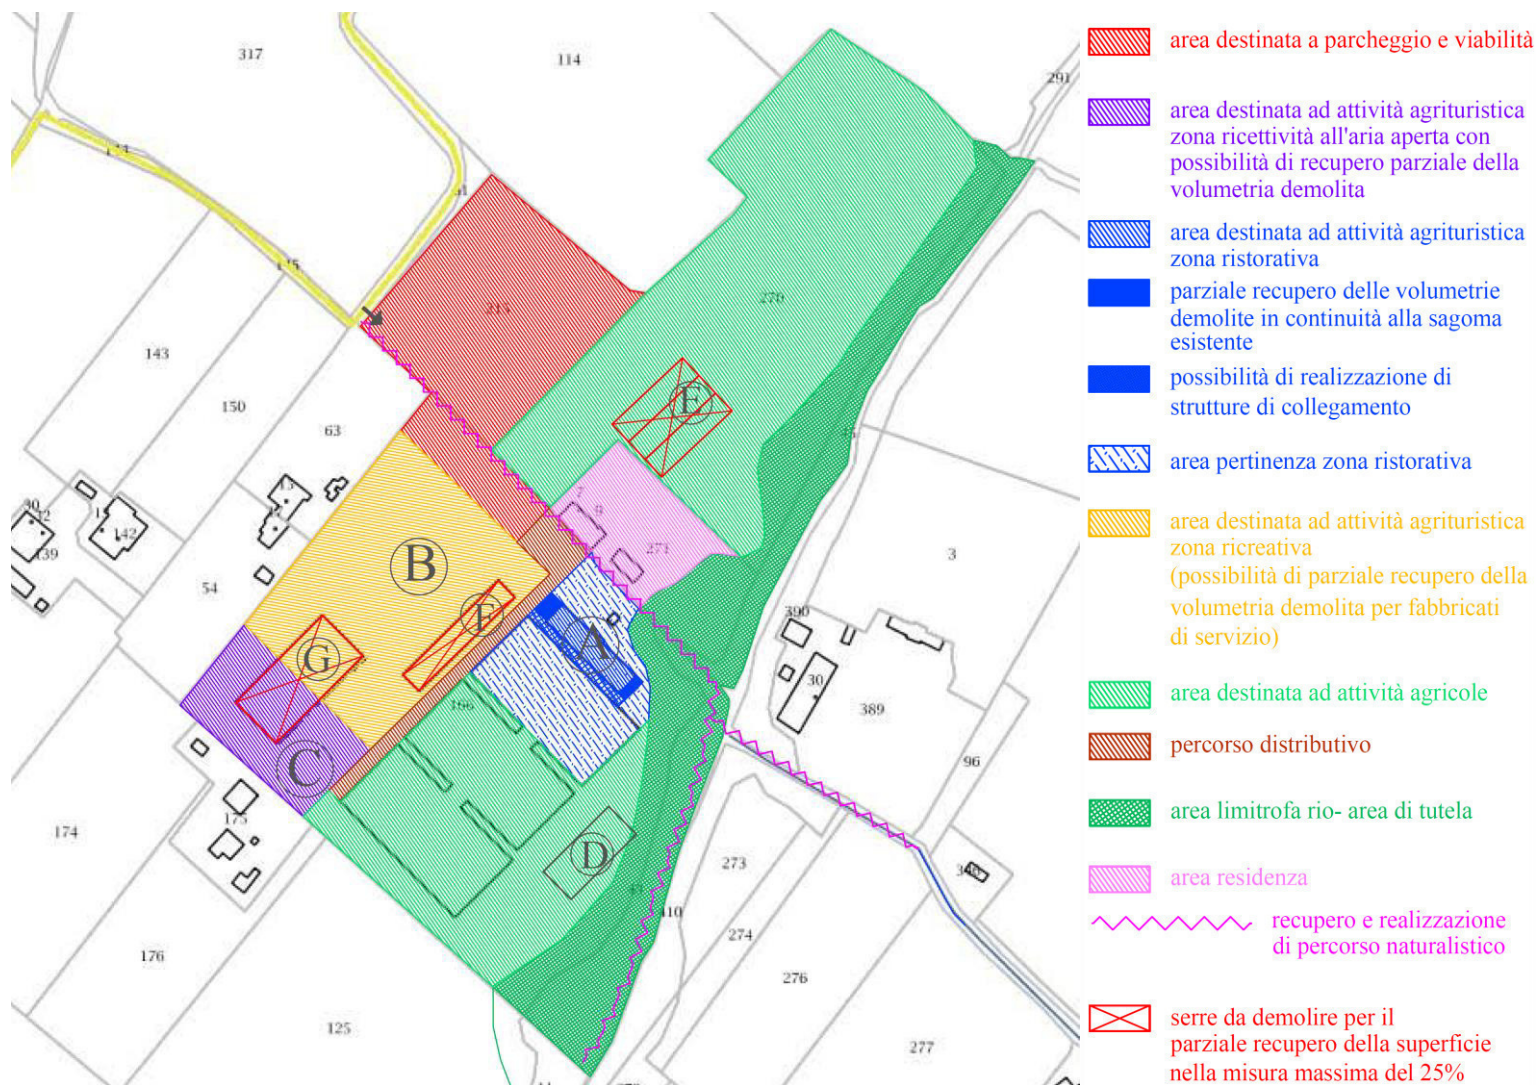 317
114
291
area destinata a parcheggio e viabilità
area destinata ad attività agrituristica
zona ricettività all'aria aperta con
possibilità di recupero parziale della
volumetria demolita
area destinata ad attività agrituristica
zona ristorativa
parziale recupero delle volumetrie
demolite in continuità alla sagoma
esistente
possibilità di realizzazione di
strutture di collegamento
area pertinenza zona ristorativa
area destinata ad attività agrituristica
zona ricreativa
(possibilità di parziale recupero della
volumetria demolita per fabbricati
di servizio)
area destinata ad attività agricole
percorso distributivo
area limitrofa rio- area di tutela
area residenza
recupero e realizzazione
di percorso naturalistico
serre da demolire per il
parziale recupero della superficie
nella misura massima del 25%
215
270
143
150
63
E
142
139
54
B
271
3
F
A
390
G
30
389
166
C
96
174
175
D
273
410
274
176
276
125
277